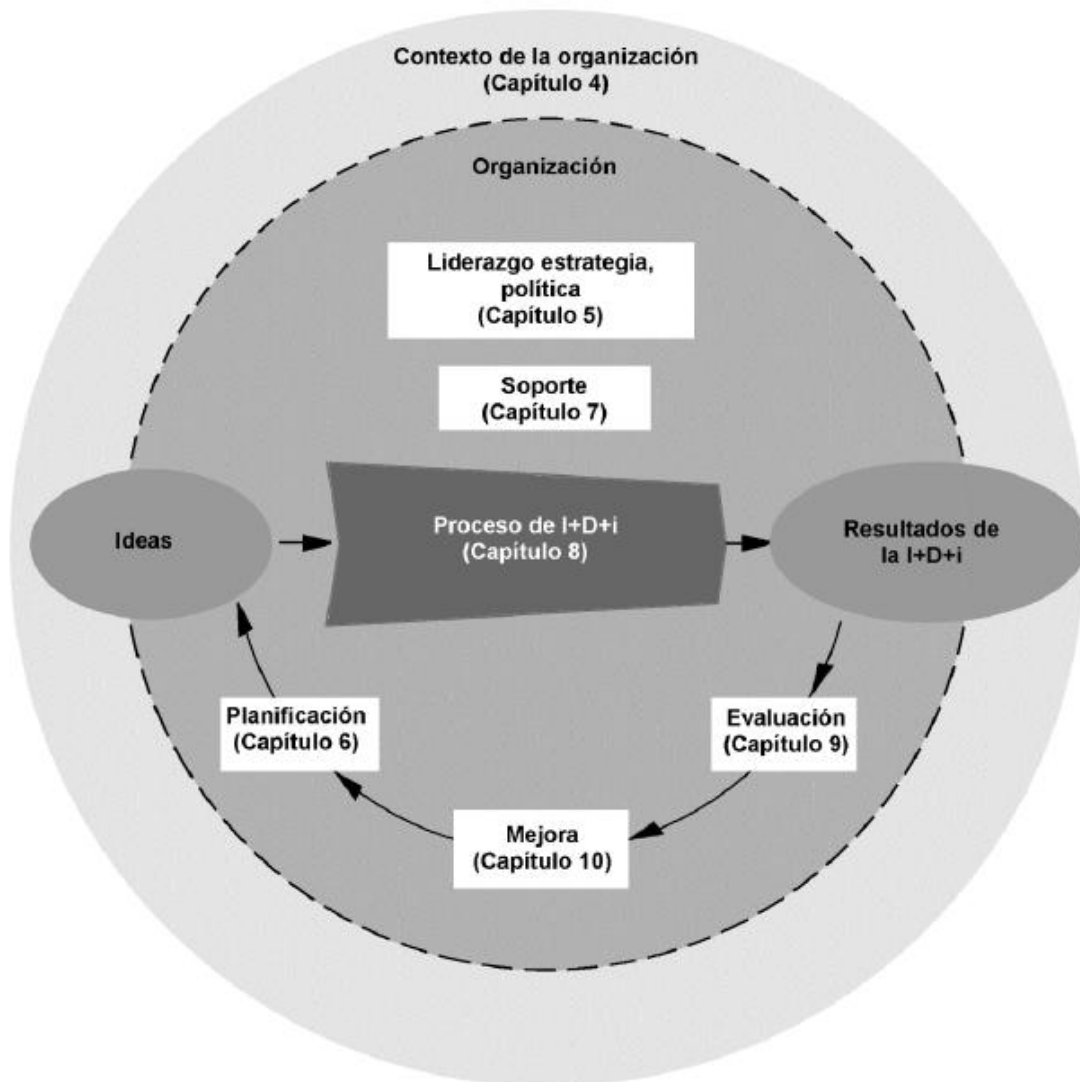 Contexto de la organización
(Capítulo 4)
Organización
Liderazgo estrategia,
política
(Capítulo 5)
Soporte
(Capítulo 7)
Ideas
Proceso de I+D+i
(Capítulo 8)
Resultados de
la I+D+i
Planificación
(Capítulo 6)
Evaluación
(Capítulo 9)
Mejora
(Capítulo 10)